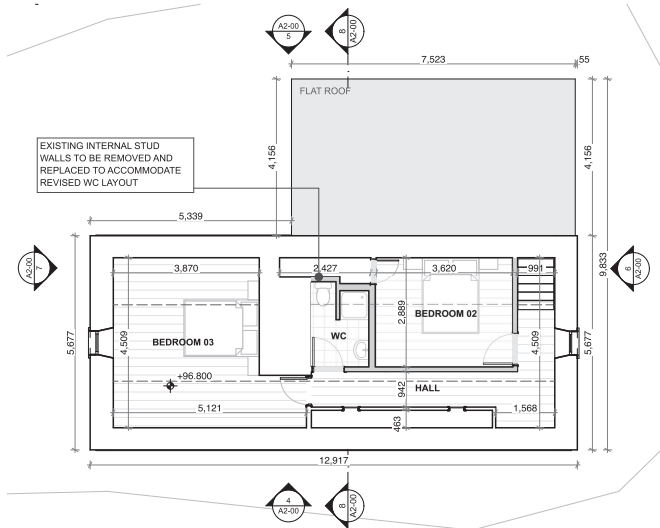 A2-00
5
8
A2-00
7,523
55
FLAT ROOF
EXISTING INTERNAL STUD
WALLS TO BE REMOVED AND
REPLACED TO ACCOMMODATE
REVISED WC LAYOUT
4,156
4,156
5,339
9,833
A2-00
7
3,870
2,427
3,620
991
6
A2-00
5,677
4,509
2,889
BEDROOM 02
WC
BEDROOM 03
4,509
5,677
+96.800
942
HALL
5,121
463
1,568
12,917
4
A2-00
8
A2-00